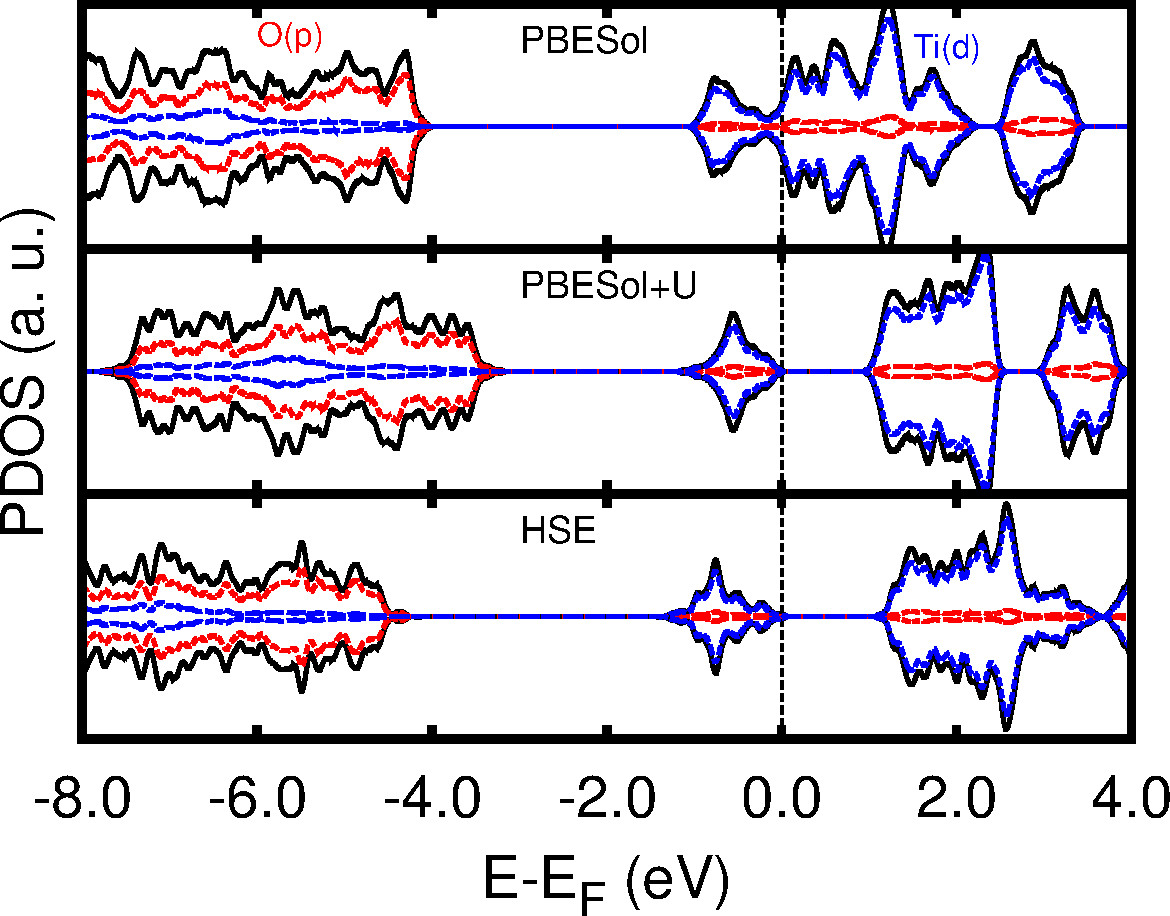 O(p)
PBESol
Ti(d)
PBESol+U
HSE
PDOS (a. u.)
-8.0 -6.0 -4.0 -2.0 0.0 2.0 4.0
E-E_F (eV)